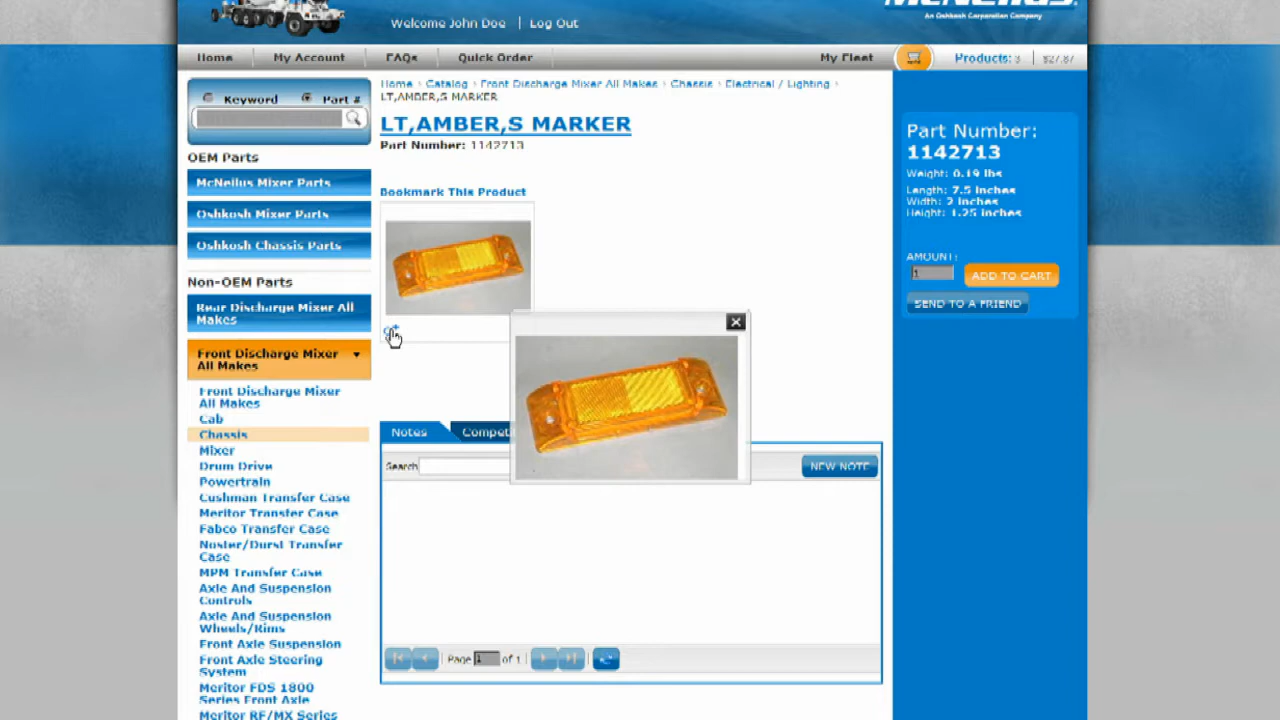 McNeilus
An Oshkosh Corporation Company
Welcome John Doe | Log Out
Home
My Account
FAQs
Quick Order
My Fleet
Products: 3 | $27.87
Keyword
Part #
Home › Catalog › Front Discharge Mixer All Makes › Chassis › Electrical / Lighting ›
LT,AMBER,S MARKER
LT,AMBER,S MARKER
Part Number: 1142713
Bookmark This Product
OEM Parts
McNeilus Mixer Parts
Oshkosh Mixer Parts
Oshkosh Chassis Parts
Non-OEM Parts
Rear Discharge Mixer All
Makes
Front Discharge Mixer
All Makes
Front Discharge Mixer
All Makes
Cab
Chassis
Mixer
Drum Drive
Powertrain
Cushman Transfer Case
Meritor Transfer Case
Fabco Transfer Case
Noster/Durst Transfer
Case
MPM Transfer Case
Axle And Suspension
Controls
Axle And Suspension
Wheels/Rims
Front Axle Suspension
Front Axle Steering
System
Meritor FDS 1800
Series Front Axle
Meritor RF/MX Series
Notes
Competi
Search
NEW NOTE
Page 1 of 1
Part Number:
1142713
Weight: 0.19 lbs
Length: 7.5 inches
Width: 2 inches
Height: 1.25 inches
AMOUNT:
1
ADD TO CART
SEND TO A FRIEND